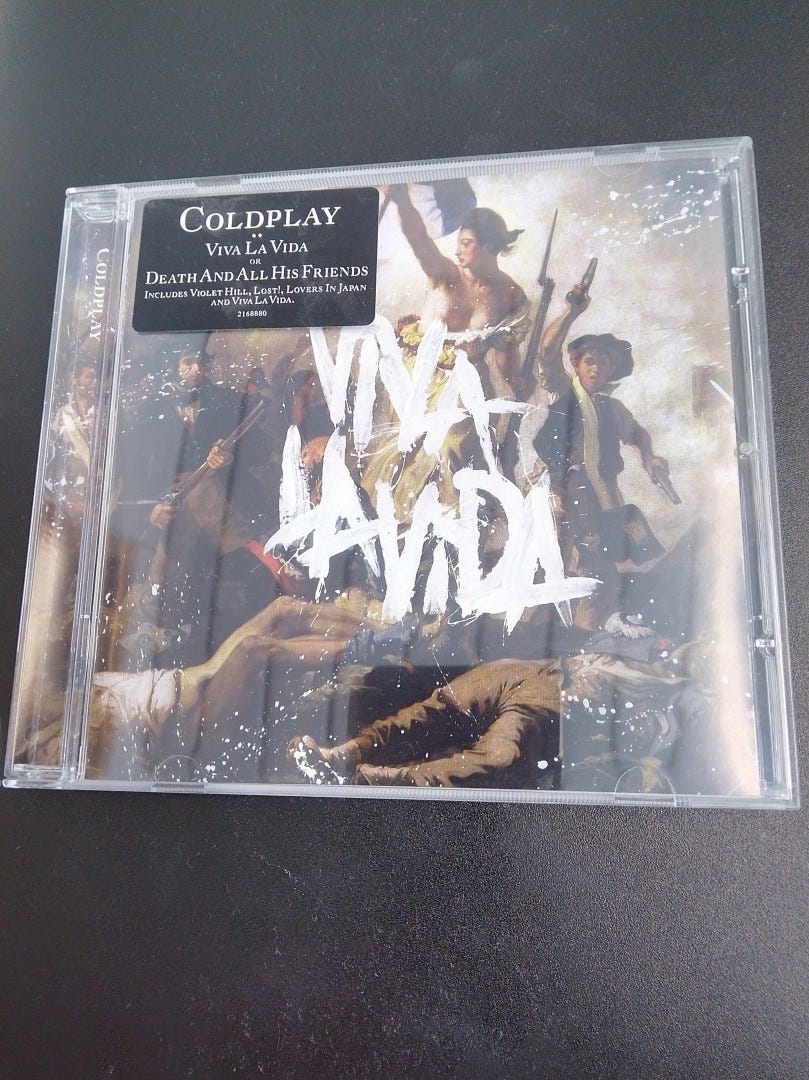 COLDPLAY
COLDPLAY
VIVA LA VIDA
OR
DEATH AND ALL HIS FRIENDS
INCLUDES VIOLET HILL, LOST!, LOVERS IN JAPAN
AND VIVA LA VIDA.
2168880
VIVA
LA VIDA